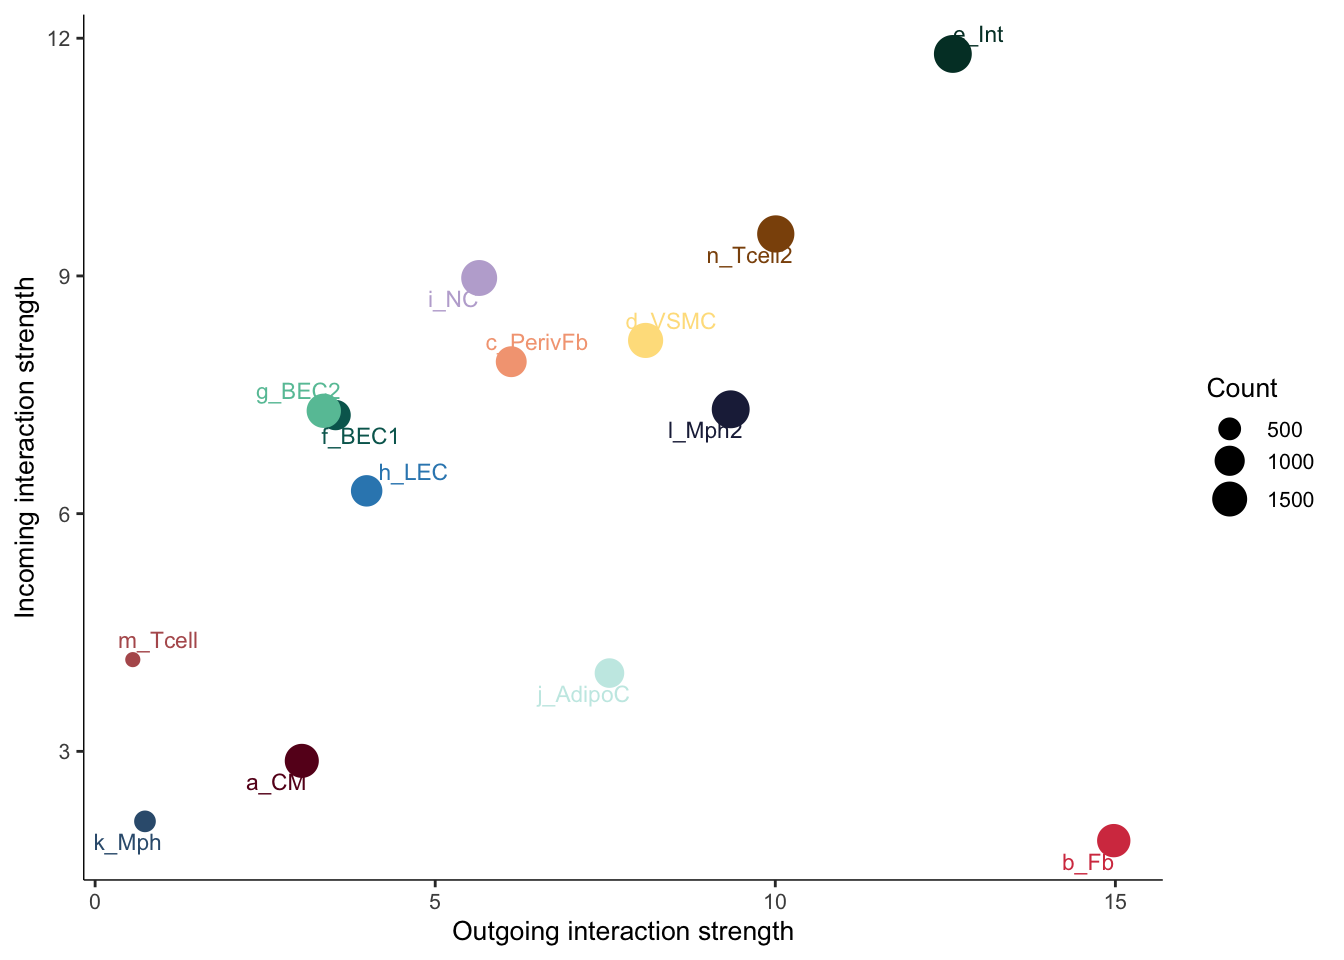 12
e_Int
n_Tcell2
9
i_NC
d_VSMC
c_PerivFb
g_BEC2
f_BEC1
l_Mph2
h_LEC
6
m_Tcell
j_AdipoC
3
a_CM
k_Mph
b_Fb
0
5
10
15
Outgoing interaction strength
Incoming interaction strength
Count
500
1000
1500